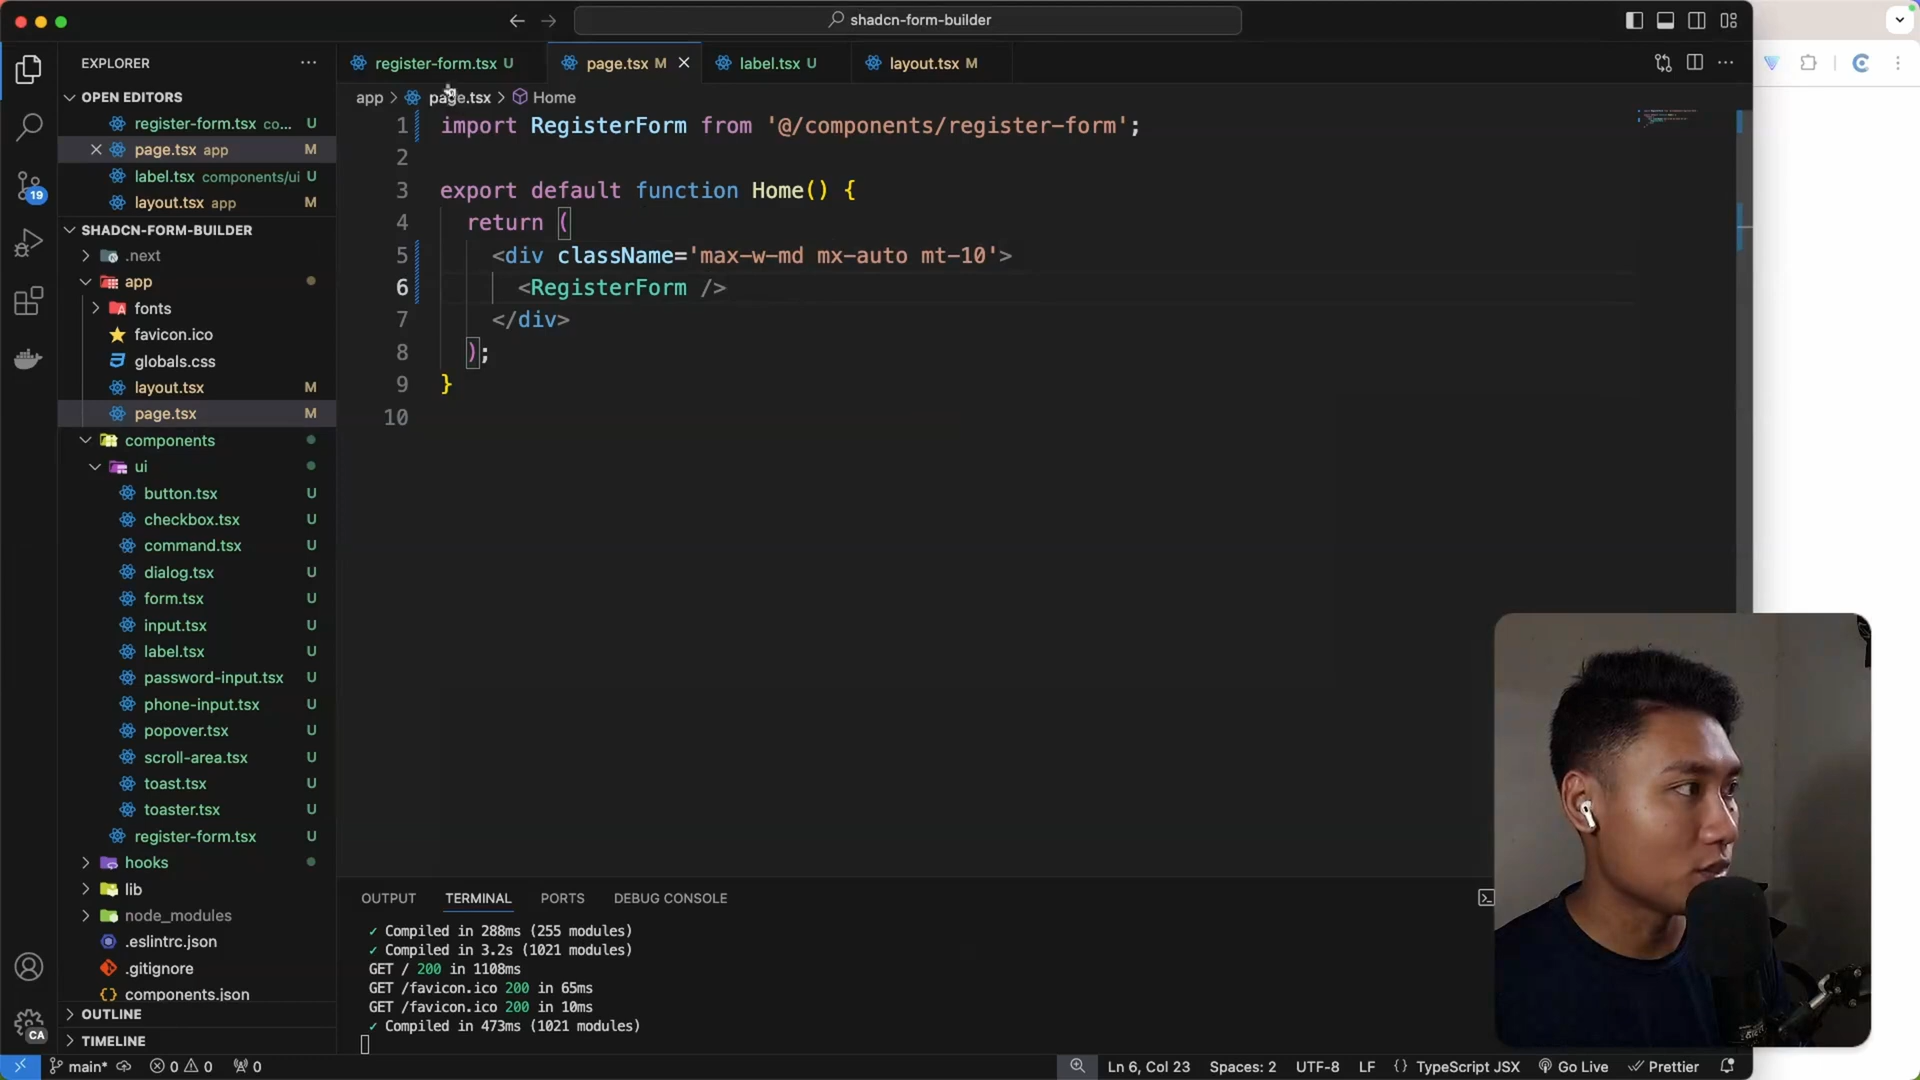 shadcn-form-builder
EXPLORER
OPEN EDITORS
register-form.tsx co... U
page.tsx app M
label.tsx components/ui U
layout.tsx app M
SHADCN-FORM-BUILDER
.next
app
fonts
favicon.ico
globals.css
layout.tsx M
page.tsx M
components
ui
button.tsx U
checkbox.tsx U
command.tsx U
dialog.tsx U
form.tsx U
input.tsx U
label.tsx U
password-input.tsx U
phone-input.tsx U
popover.tsx U
scroll-area.tsx U
toast.tsx U
toaster.tsx U
register-form.tsx U
hooks
lib
node_modules
.eslintrc.json
.gitignore
components.json
OUTLINE
TIMELINE
19
CA
register-form.tsx U page.tsx M label.tsx U layout.tsx M
app > page.tsx > Home
1 import RegisterForm from '@/components/register-form';
2
3 export default function Home() {
4 return (
5 <div className='max-w-md mx-auto mt-10'>
6 <RegisterForm />
7 </div>
8 );
9 }
10
OUTPUT TERMINAL PORTS DEBUG CONSOLE
✓ Compiled in 288ms (255 modules)
✓ Compiled in 3.2s (1021 modules)
GET / 200 in 1108ms
GET /favicon.ico 200 in 65ms
GET /favicon.ico 200 in 10ms
✓ Compiled in 473ms (1021 modules)
main* 0 0 0 Ln 6, Col 23 Spaces: 2 UTF-8 LF {} TypeScript JSX Go Live Prettier